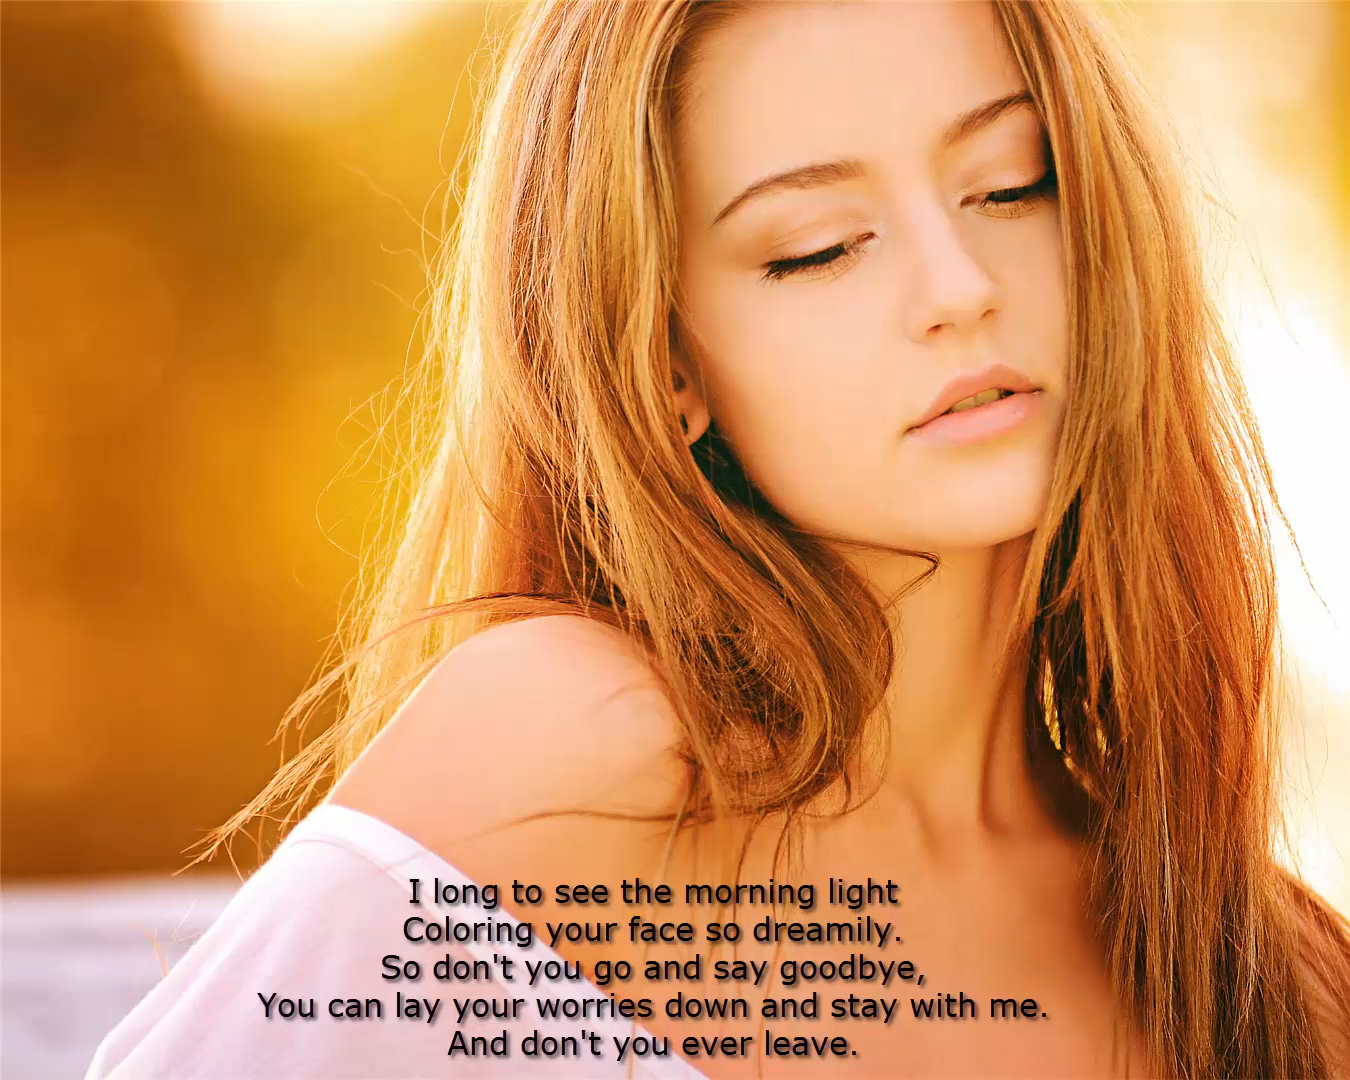 I long to see the morning light
Coloring your face so dreamily.
So don't you go and say goodbye,
You can lay your worries down and stay with me.
And don't you ever leave.